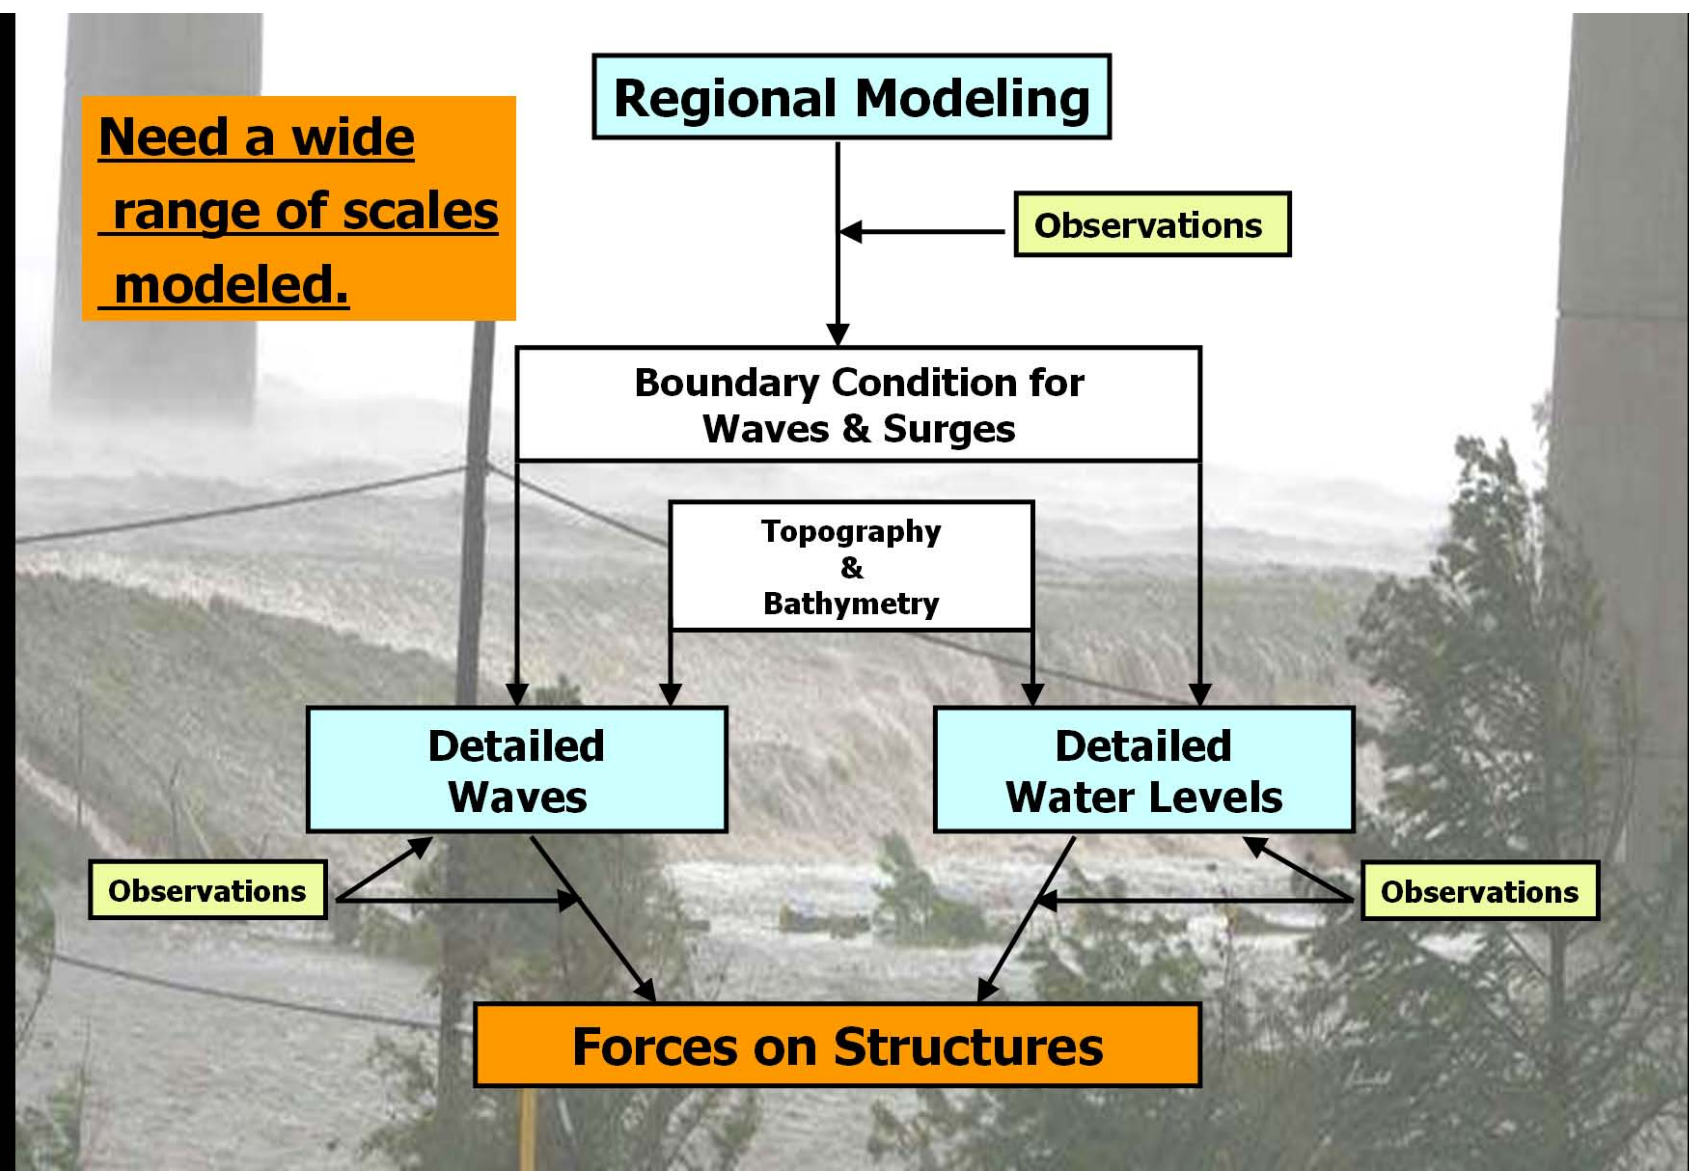 Need a wide
range of scales
modeled.
Regional Modeling
Observations
Boundary Condition for
Waves & Surges
Topography
&
Bathymetry
Detailed
Waves
Detailed
Water Levels
Observations
Observations
Forces on Structures